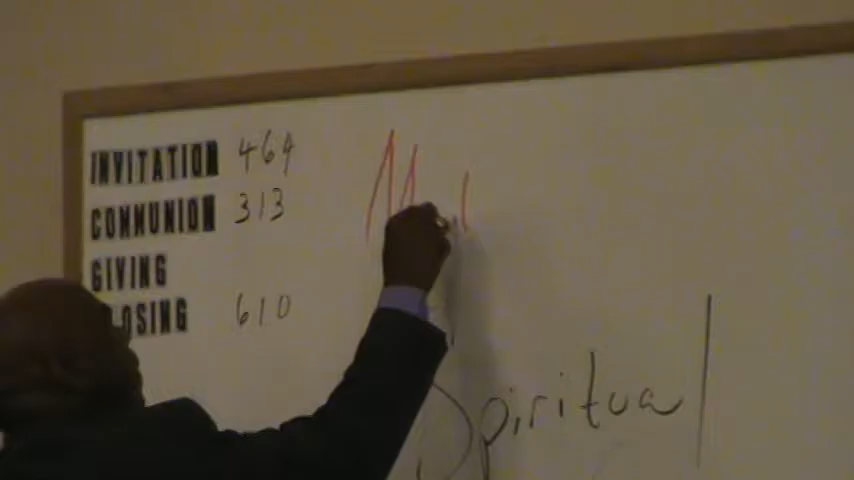 INVITATION 464
COMMUNION 313
GIVING
LOSING 610
Spiritual